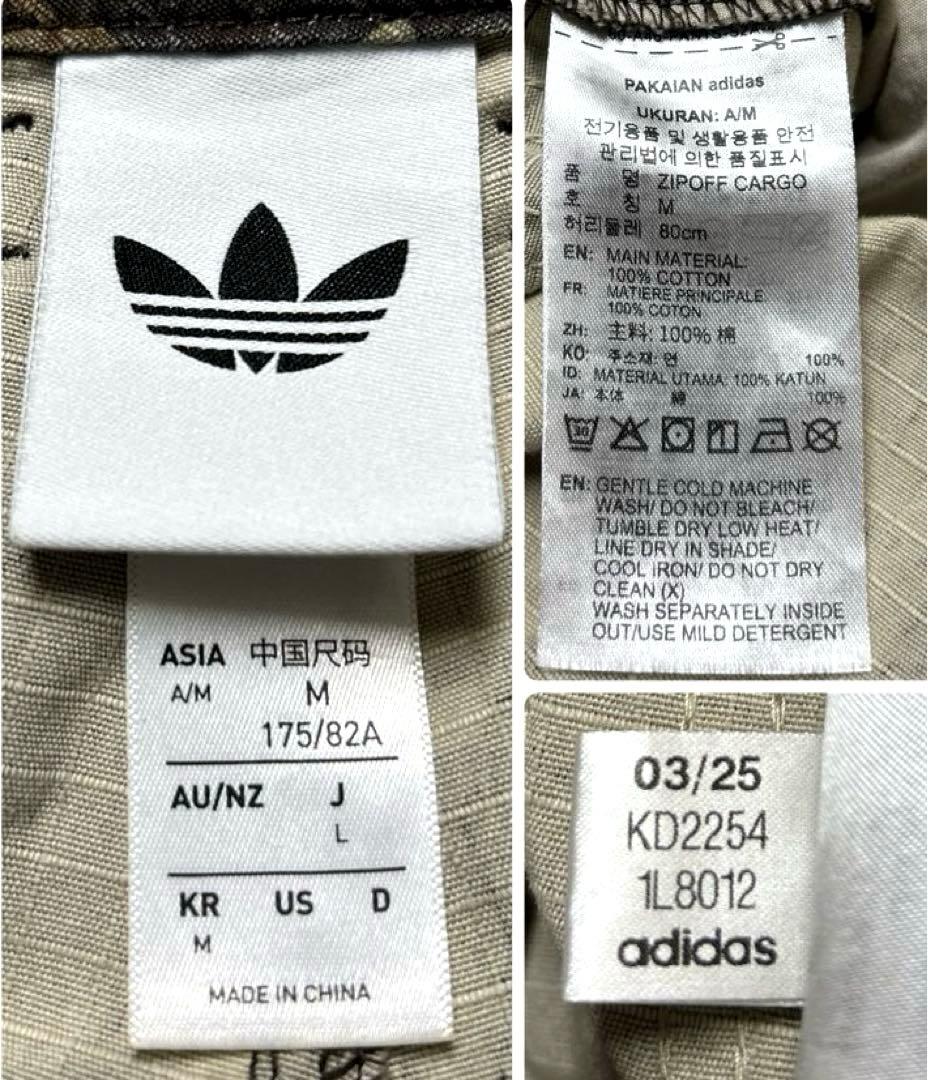 ASIA 中国尺码
A/M M
175/82A
AU/NZ J
L
KR US D
M
MADE IN CHINA
PAKAIAN adidas
UKURAN: A/M
전기용품 및 생활용품 안전
관리법에 의한 품질표시
품 명 ZIPOFF CARGO
호 칭 M
허리둘레 80cm
EN: MAIN MATERIAL:
100% COTTON
FR: MATIERE PRINCIPALE:
100% COTON
ZH: 主料: 100% 棉
KO: 주소재: 면 100%
ID: MATERIAL UTAMA: 100% KATUN
JA: 本体 綿 100%
30
EN: GENTLE COLD MACHINE
WASH/ DO NOT BLEACH/
TUMBLE DRY LOW HEAT/
LINE DRY IN SHADE/
COOL IRON/ DO NOT DRY
CLEAN (X)
WASH SEPARATELY INSIDE
OUT/USE MILD DETERGENT
03/25
KD2254
1L8012
adidas